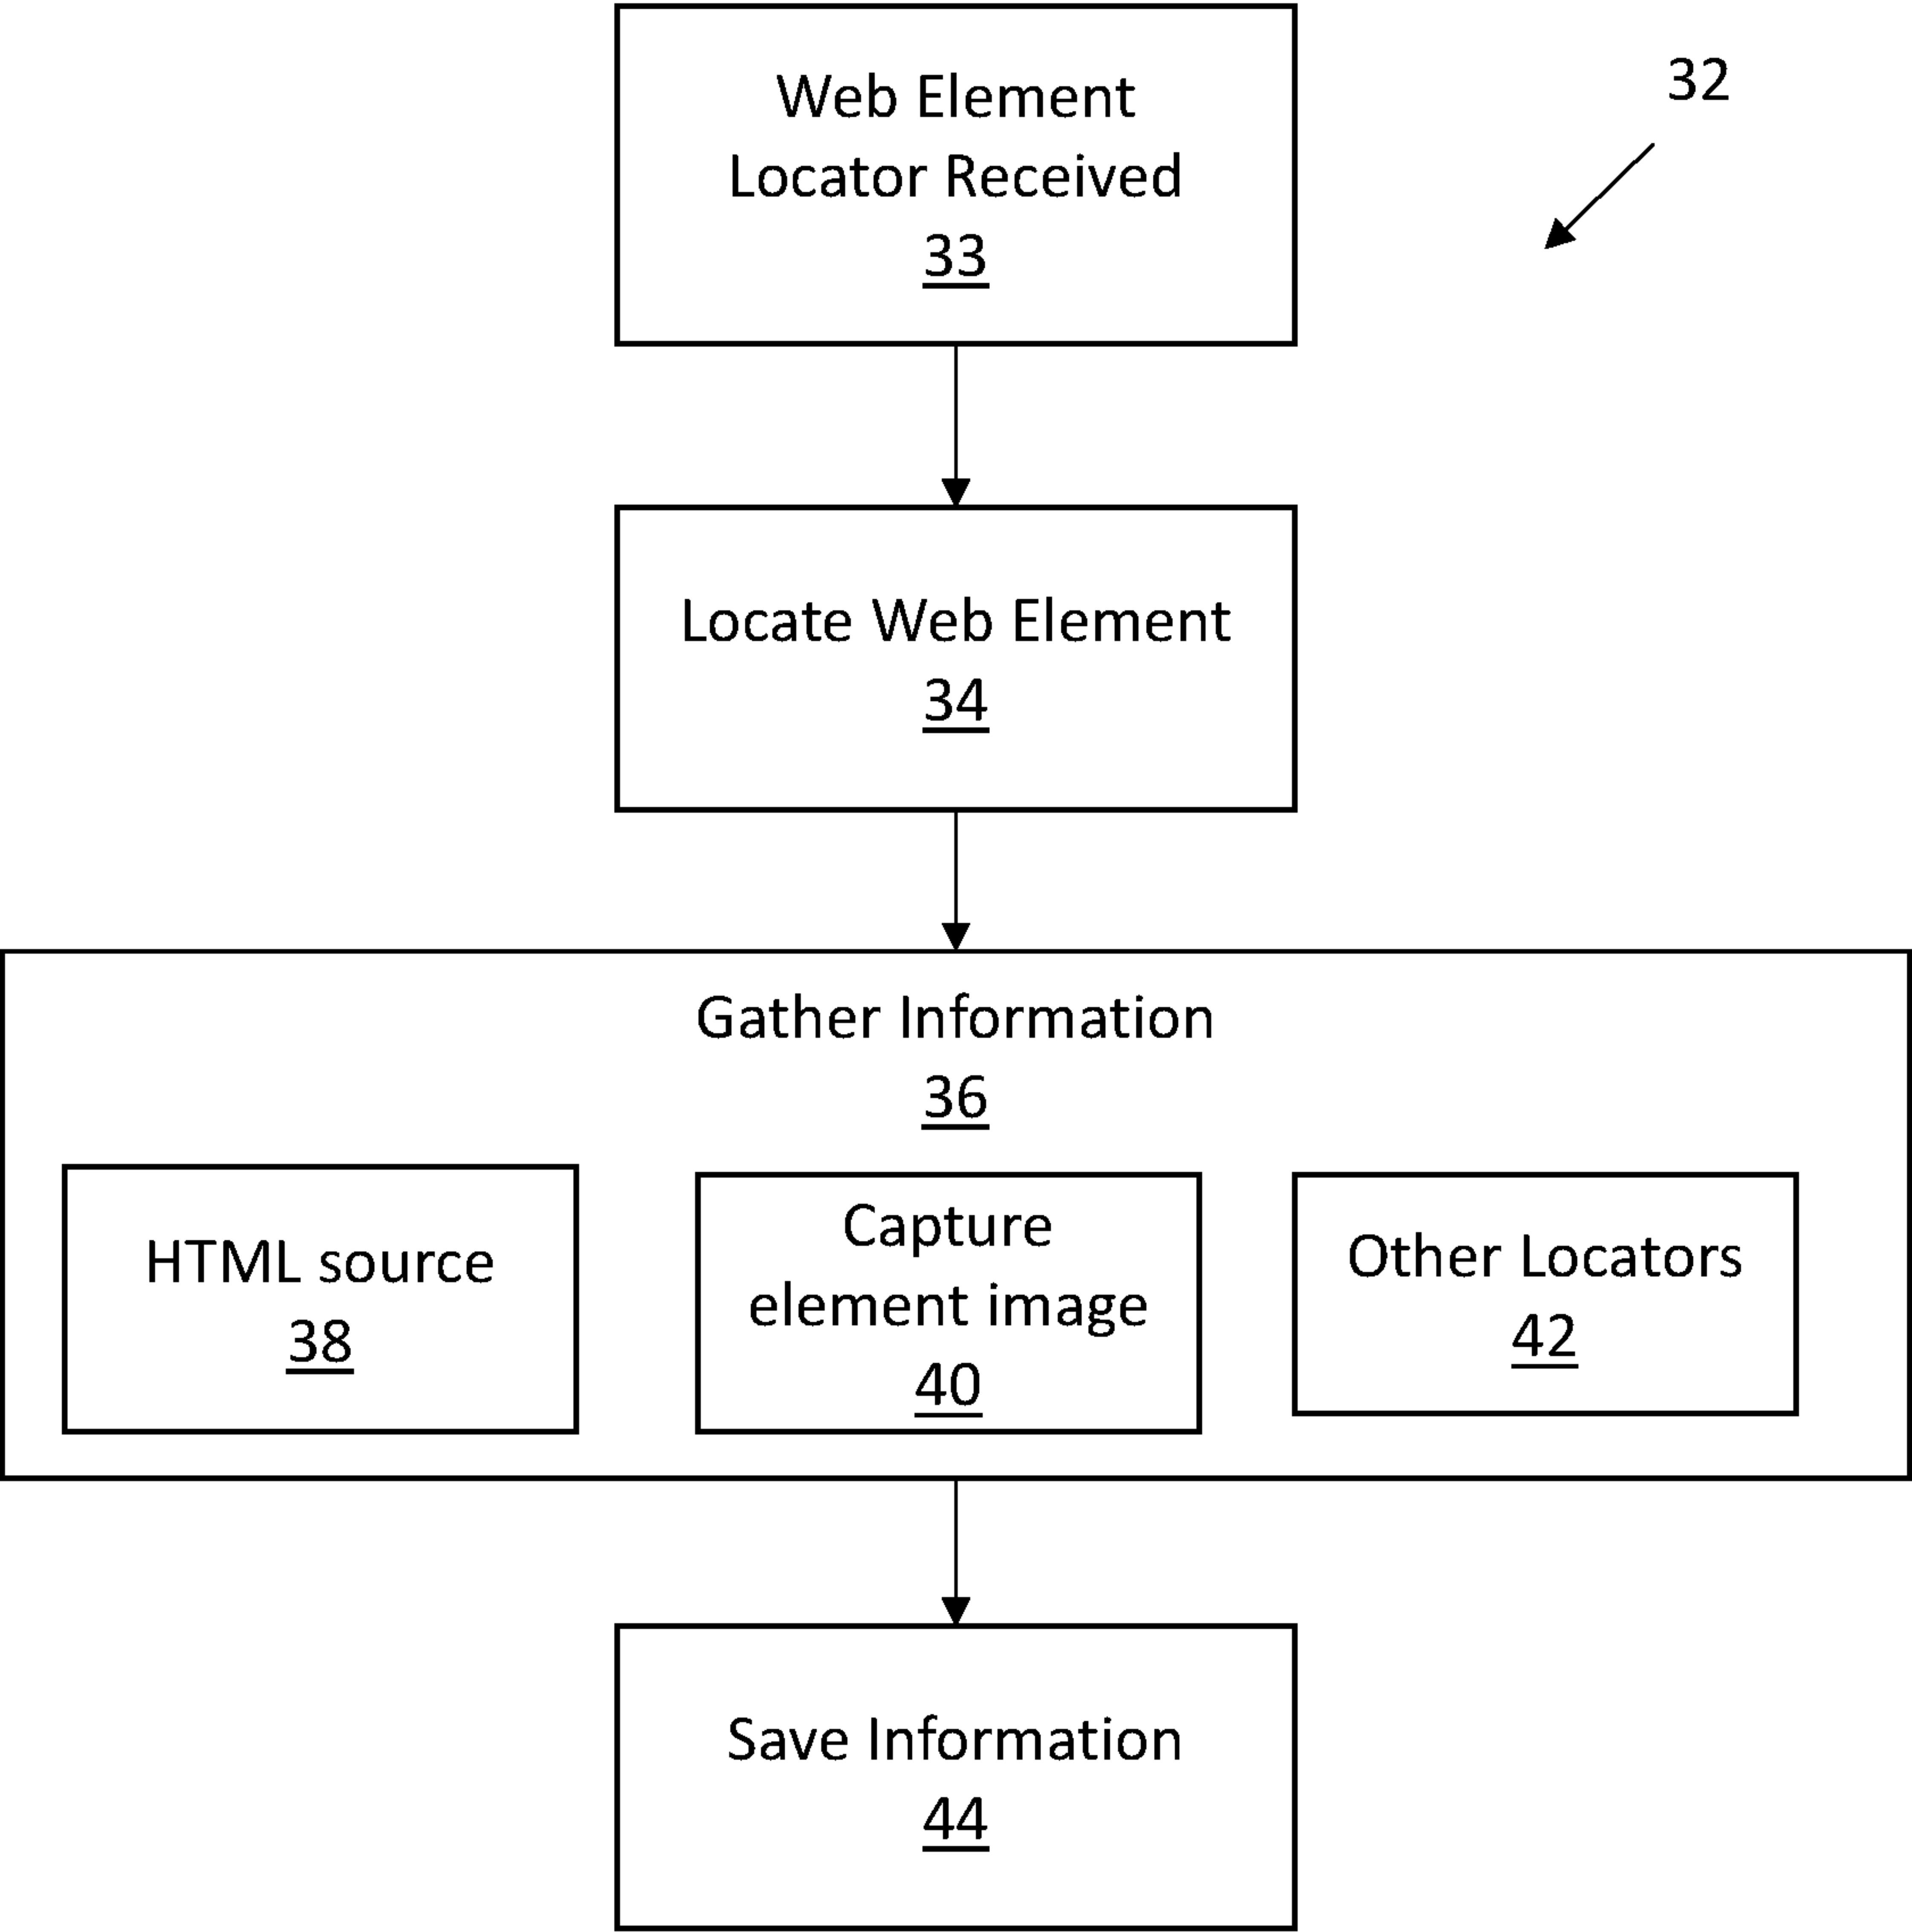 32
Web Element
Locator Received
33
Locate Web Element
34
Gather Information
36
HTML source
38
Capture
element image
40
Other Locators
42
Save Information
44